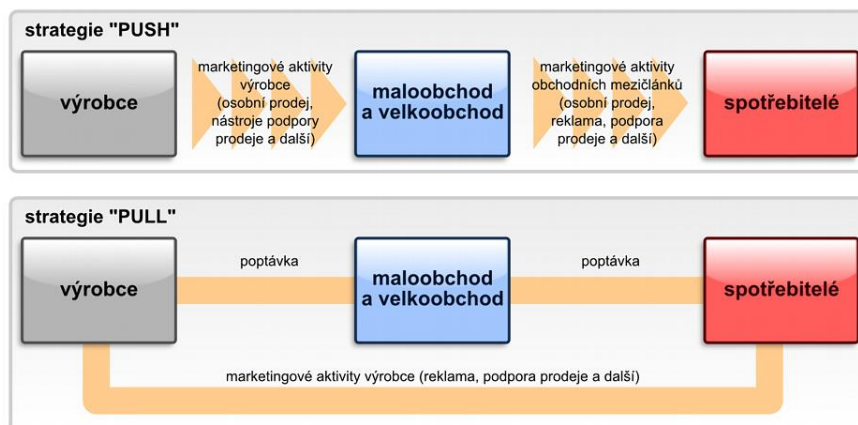 strategie "PUSH"
výrobce
marketingové aktivity
výrobce
(osobní prodej,
nástroje podpory
prodeje a další)
maloobchod
a velkoobchod
marketingové aktivity
obchodních mezičlánků
(osobní prodej,
reklama, podpora
prodeje a další)
spotřebitelé
strategie "PULL"
výrobce
poptávka
maloobchod
a velkoobchod
poptávka
spotřebitelé
marketingové aktivity výrobce (reklama, podpora prodeje a další)